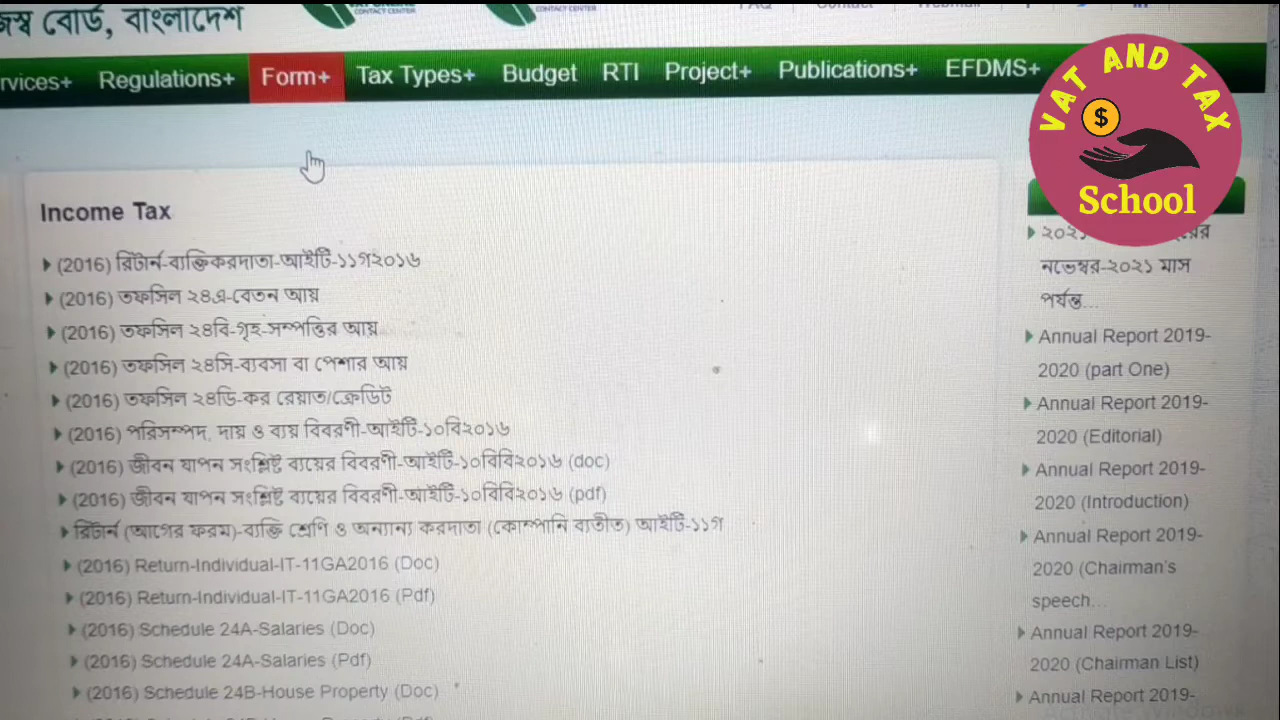 জস্ব বোর্ড, বাংলাদেশ
CONTACT CENTER
CONTACT CENTER
FAQ Contact Webmail
rvices+ Regulations+ Form+ Tax Types+ Budget RTI Project+ Publications+ EFDMS+
VAT AND TAX
$
School
Income Tax
(2016) রিটার্ন-ব্যক্তিকরদাতা-আইটি-১১গ২০১৬
(2016) তফসিল ২৪এ-বেতন আয়
(2016) তফসিল ২৪বি-গৃহ-সম্পত্তির আয়
(2016) তফসিল ২৪সি-ব্যবসা বা পেশার আয়
(2016) তফসিল ২৪ডি-কর রেয়াত/ক্রেডিট
(2016) পরিসম্পদ, দায় ও ব্যয় বিবরণী-আইটি-১০বি২০১৬
(2016) জীবন যাপন সংশ্লিষ্ট ব্যয়ের বিবরণী-আইটি-১০বিবি২০১৬ (doc)
(2016) জীবন যাপন সংশ্লিষ্ট ব্যয়ের বিবরণী-আইটি-১০বিবি২০১৬ (pdf)
রিটার্ন (আগের ফরম)-ব্যক্তি শ্রেণি ও অন্যান্য করদাতা (কোম্পানি ব্যতীত) আইটি-১১গ
(2016) Return-Individual-IT-11GA2016 (Doc)
(2016) Return-Individual-IT-11GA2016 (Pdf)
(2016) Schedule 24A-Salaries (Doc)
(2016) Schedule 24A-Salaries (Pdf)
(2016) Schedule 24B-House Property (Doc)
নভেম্বর-২০২১ মাস
পর্যন্ত...
Annual Report 2019-
2020 (part One)
Annual Report 2019-
2020 (Editorial)
Annual Report 2019-
2020 (Introduction)
Annual Report 2019-
2020 (Chairman's
speech...
Annual Report 2019-
2020 (Chairman List)
Annual Report 2019-